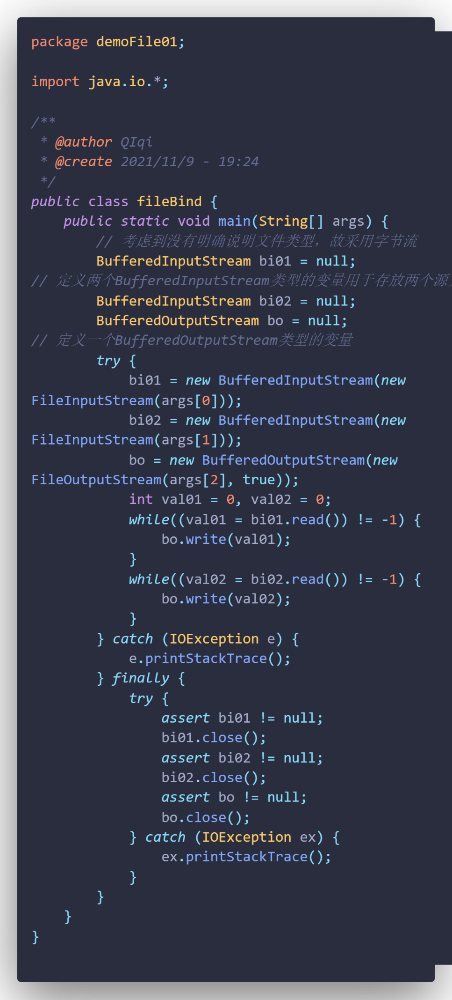 package demoFile01;
import java.io.*;
/**
 * @author QIqi
 * @create 2021/11/9 - 19:24
 */
public class fileBind {
    public static void main(String[] args) {
        // 考虑到没有明确说明文件类型，故采用字节流
        BufferedInputStream bi01 = null;
// 定义两个BufferedInputStream类型的变量用于存放两个源
        BufferedInputStream bi02 = null;
        BufferedOutputStream bo = null;
// 定义一个BufferedOutputStream类型的变量
        try {
            bi01 = new BufferedInputStream(new
FileInputStream(args[0]));
            bi02 = new BufferedInputStream(new
FileInputStream(args[1]));
            bo = new BufferedOutputStream(new
FileOutputStream(args[2], true));
            int val01 = 0, val02 = 0;
            while((val01 = bi01.read()) != -1) {
                bo.write(val01);
            }
            while((val02 = bi02.read()) != -1) {
                bo.write(val02);
            }
        } catch (IOException e) {
            e.printStackTrace();
        } finally {
            try {
                assert bi01 != null;
                bi01.close();
                assert bi02 != null;
                bi02.close();
                assert bo != null;
                bo.close();
            } catch (IOException ex) {
                ex.printStackTrace();
            }
        }
    }
}